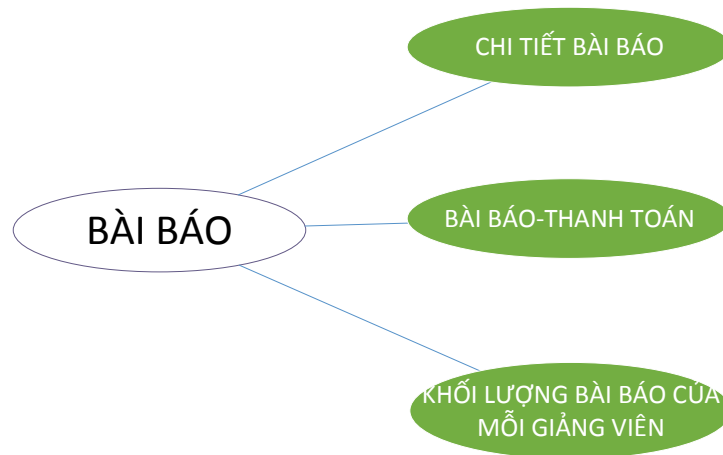 CHI TIẾT BÀI BÁO
BÀI BÁO
BÀI BÁO-THANH TOÁN
KHỐI LƯỢNG BÀI BÁO CỦA
MỖI GIẢNG VIÊN